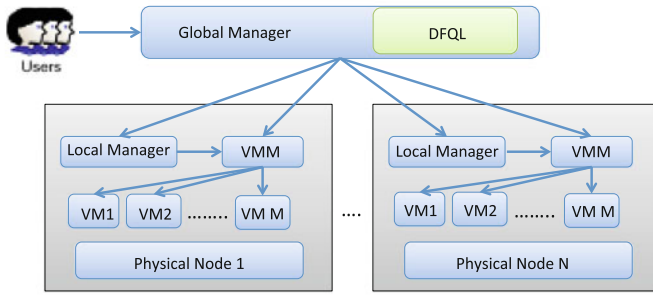 Users
Global Manager DFQL
Local Manager VMM
VM1 VM2 ........ VM M
Physical Node 1
....
Local Manager VMM
VM1 VM2 ........ VM M
Physical Node N